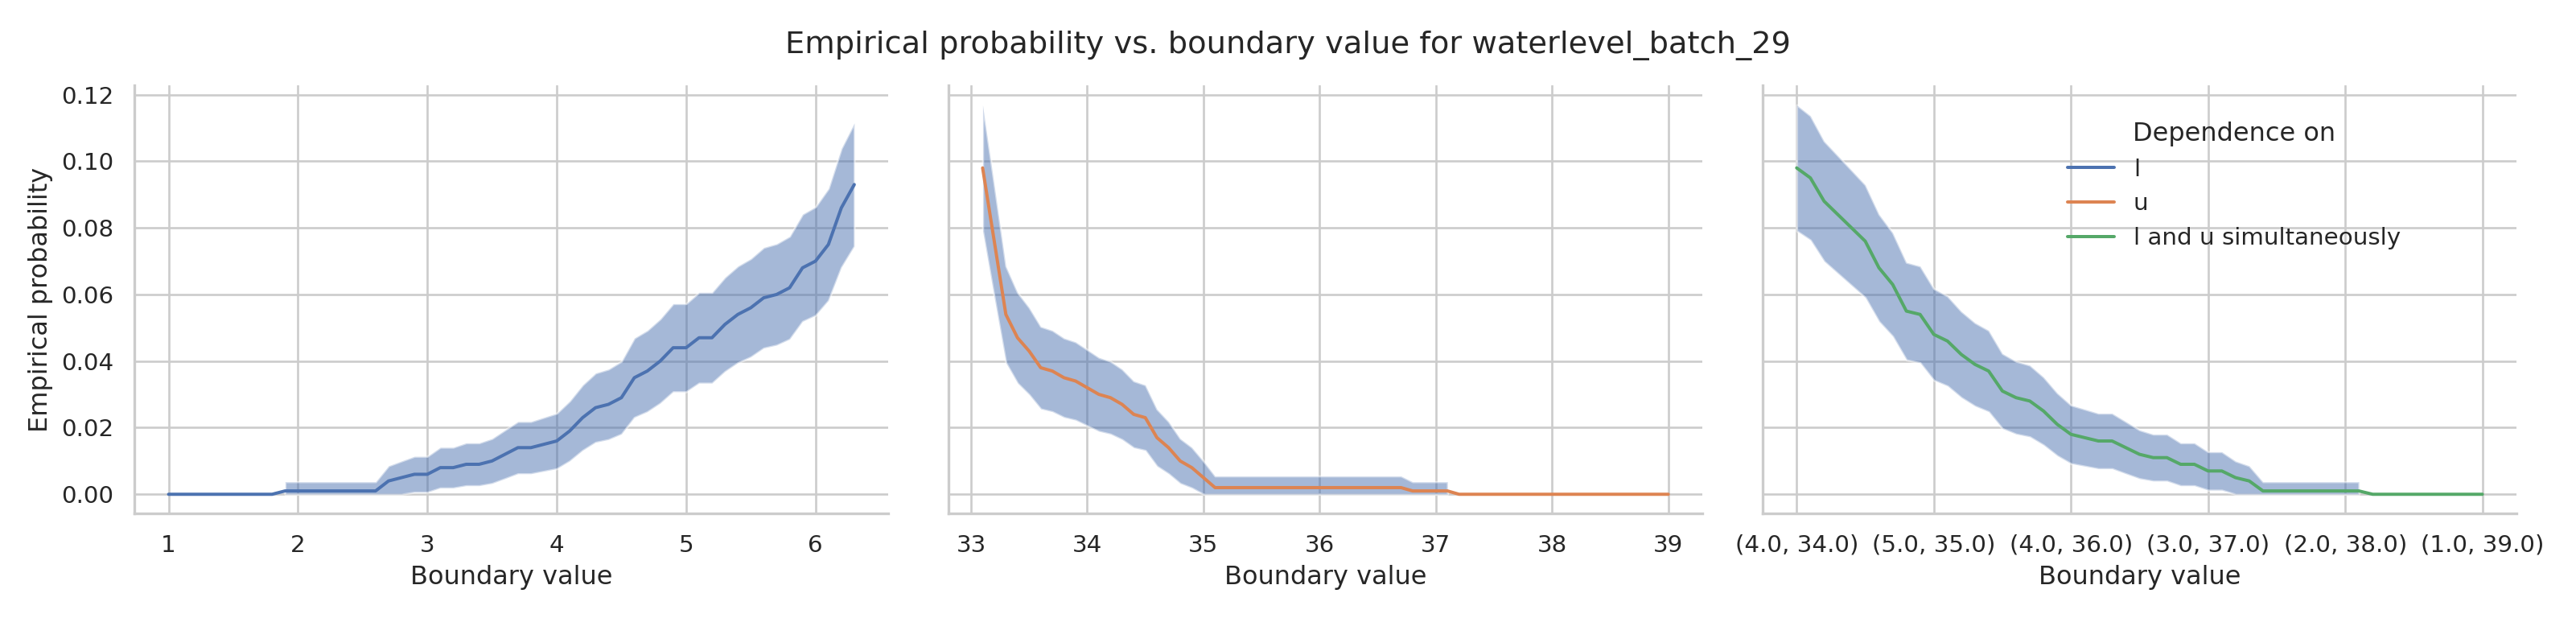 Empirical probability vs. boundary value for waterlevel_batch_29
Empirical probability
0.12
0.10
0.08
0.06
0.04
0.02
0.00
1 2 3 4 5 6
Boundary value
33 34 35 36 37 38 39
Boundary value
Dependence on
l
u
l and u simultaneously
(4.0, 34.0) (5.0, 35.0) (4.0, 36.0) (3.0, 37.0) (2.0, 38.0) (1.0, 39.0)
Boundary value